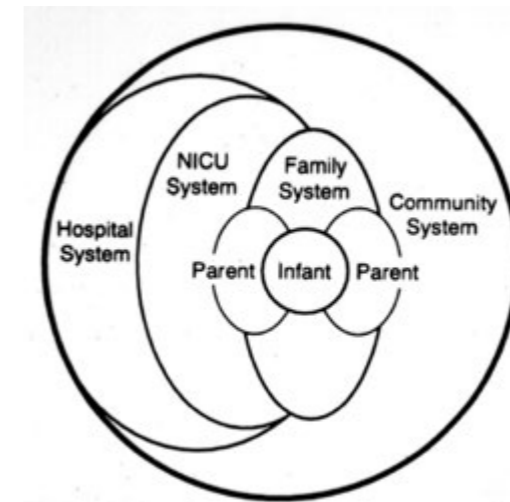 NICU
System
Family
System
Community
System
Hospital
System
Parent
Infant
Parent